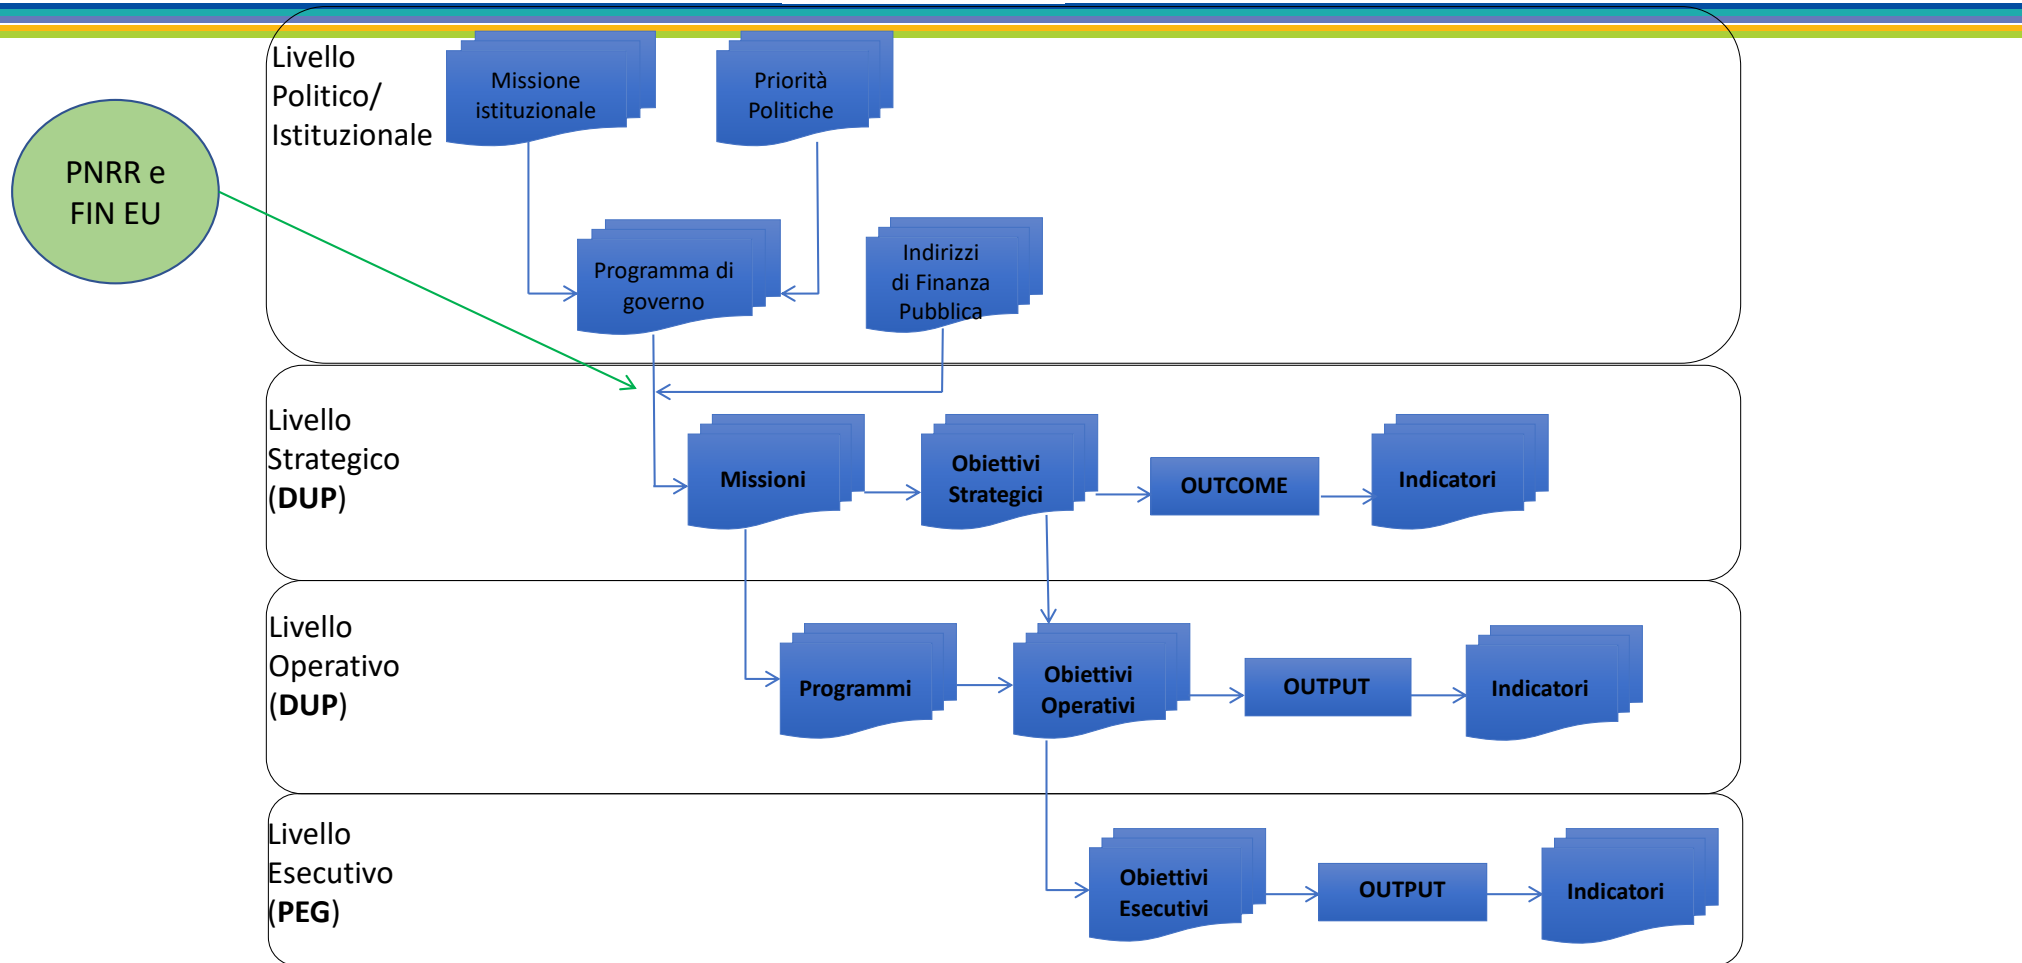 Livello
Politico/
Istituzionale
Missione
istituzionale
Priorità
Politiche
PNRR e
FIN EU
Programma di
governo
Indirizzi
di Finanza
Pubblica
Livello
Strategico
(DUP)
Missioni
Obiettivi
Strategici
OUTCOME
Indicatori
Livello
Operativo
(DUP)
Programmi
Obiettivi
Operativi
OUTPUT
Indicatori
Livello
Esecutivo
(PEG)
Obiettivi
Esecutivi
OUTPUT
Indicatori